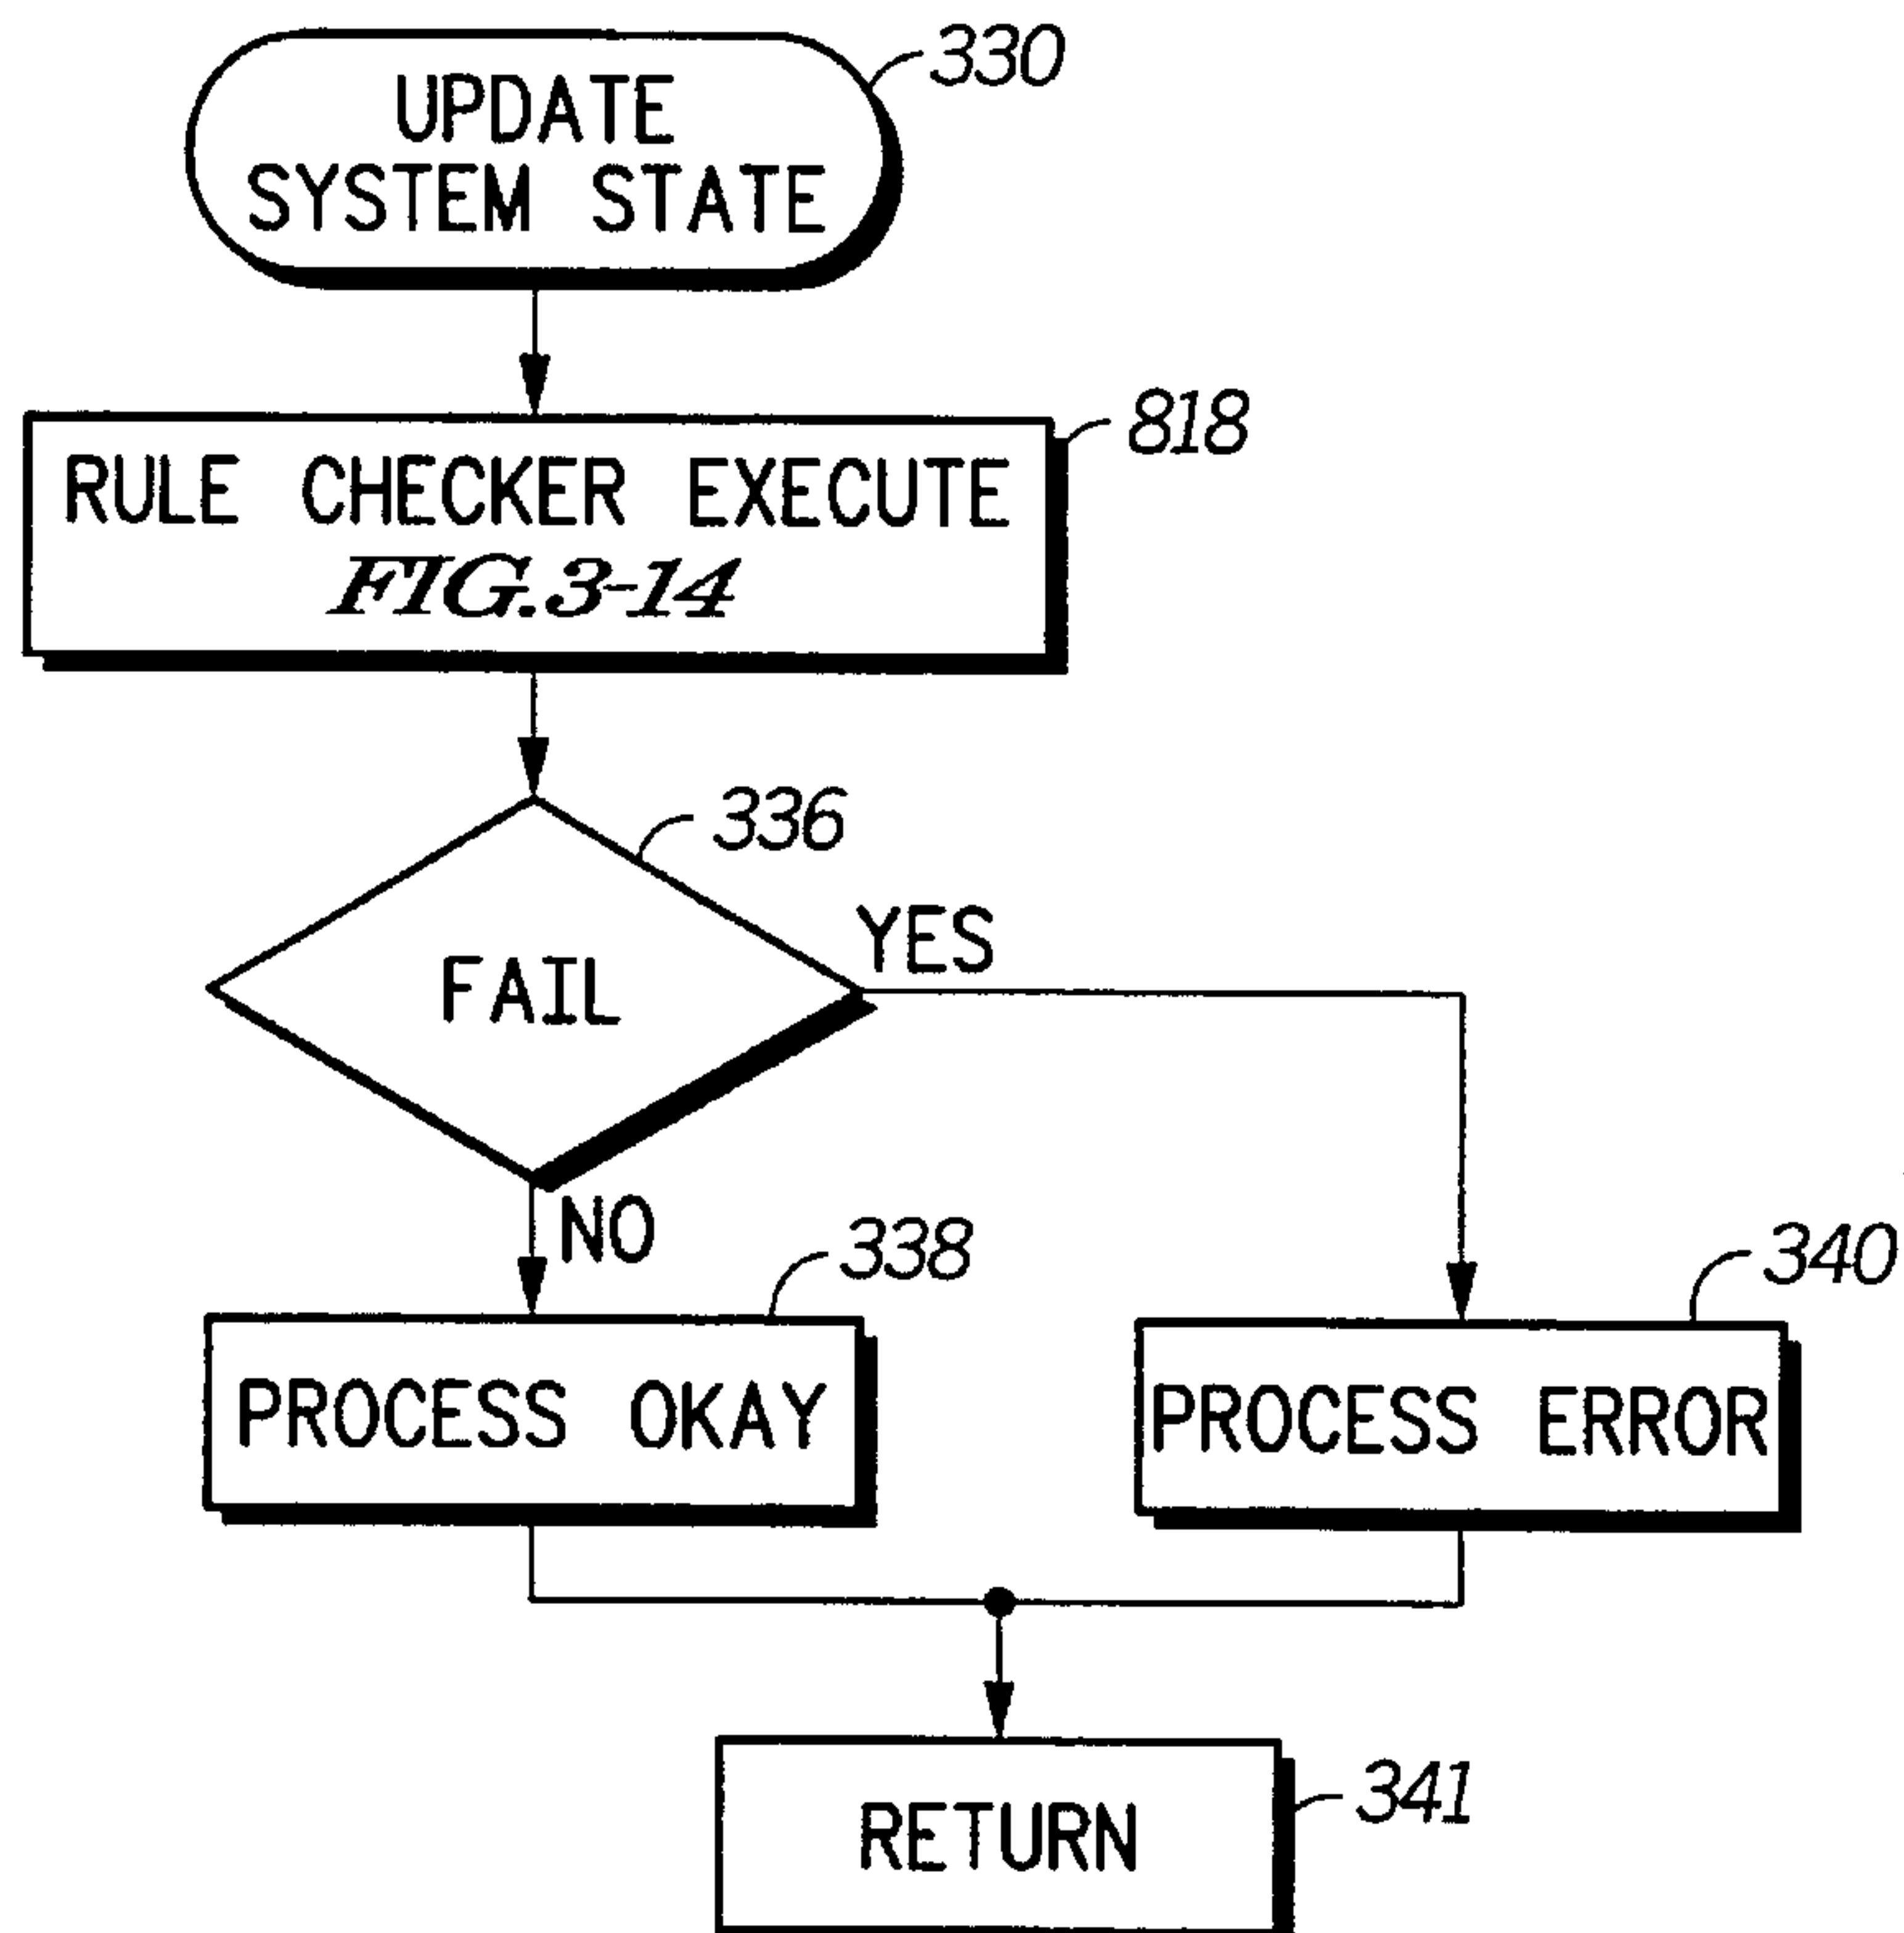 330
UPDATE
SYSTEM STATE
818
RULE CHECKER EXECUTE
FIG.3-14
336
YES
FAIL
NO
338
340
PROCESS OKAY
PROCESS ERROR
341
RETURN